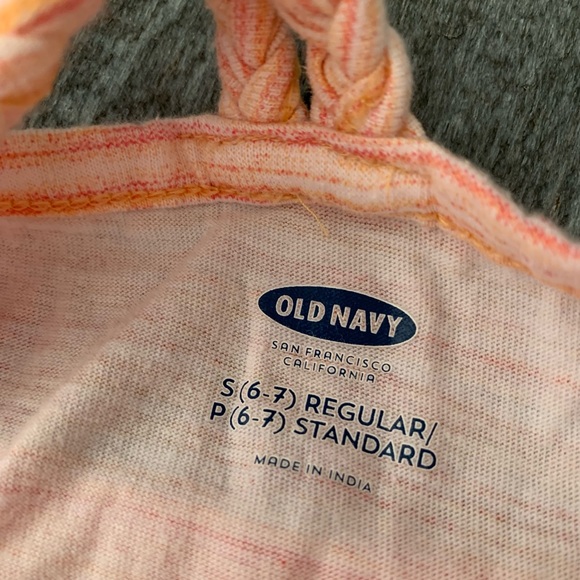 OLD NAVY
SAN FRANCISCO
CALIFORNIA
S (6-7) REGULAR/
P (6-7) STANDARD
MADE IN INDIA